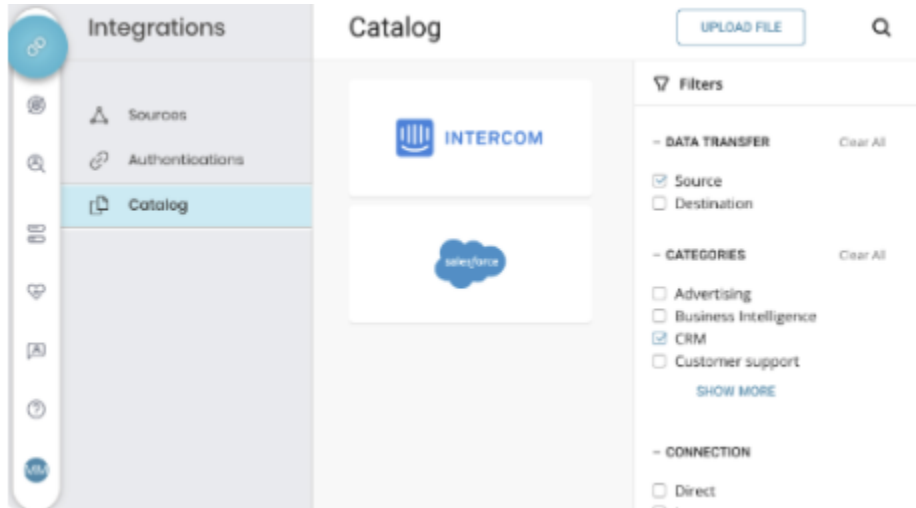 Integrations
Sources
Authentications
Catalog
MM
Catalog
UPLOAD FILE
INTERCOM
salesforce
Filters
– DATA TRANSFER Clear All
Source
Destination
– CATEGORIES Clear All
Advertising
Business Intelligence
CRM
Customer support
SHOW MORE
– CONNECTION
Direct